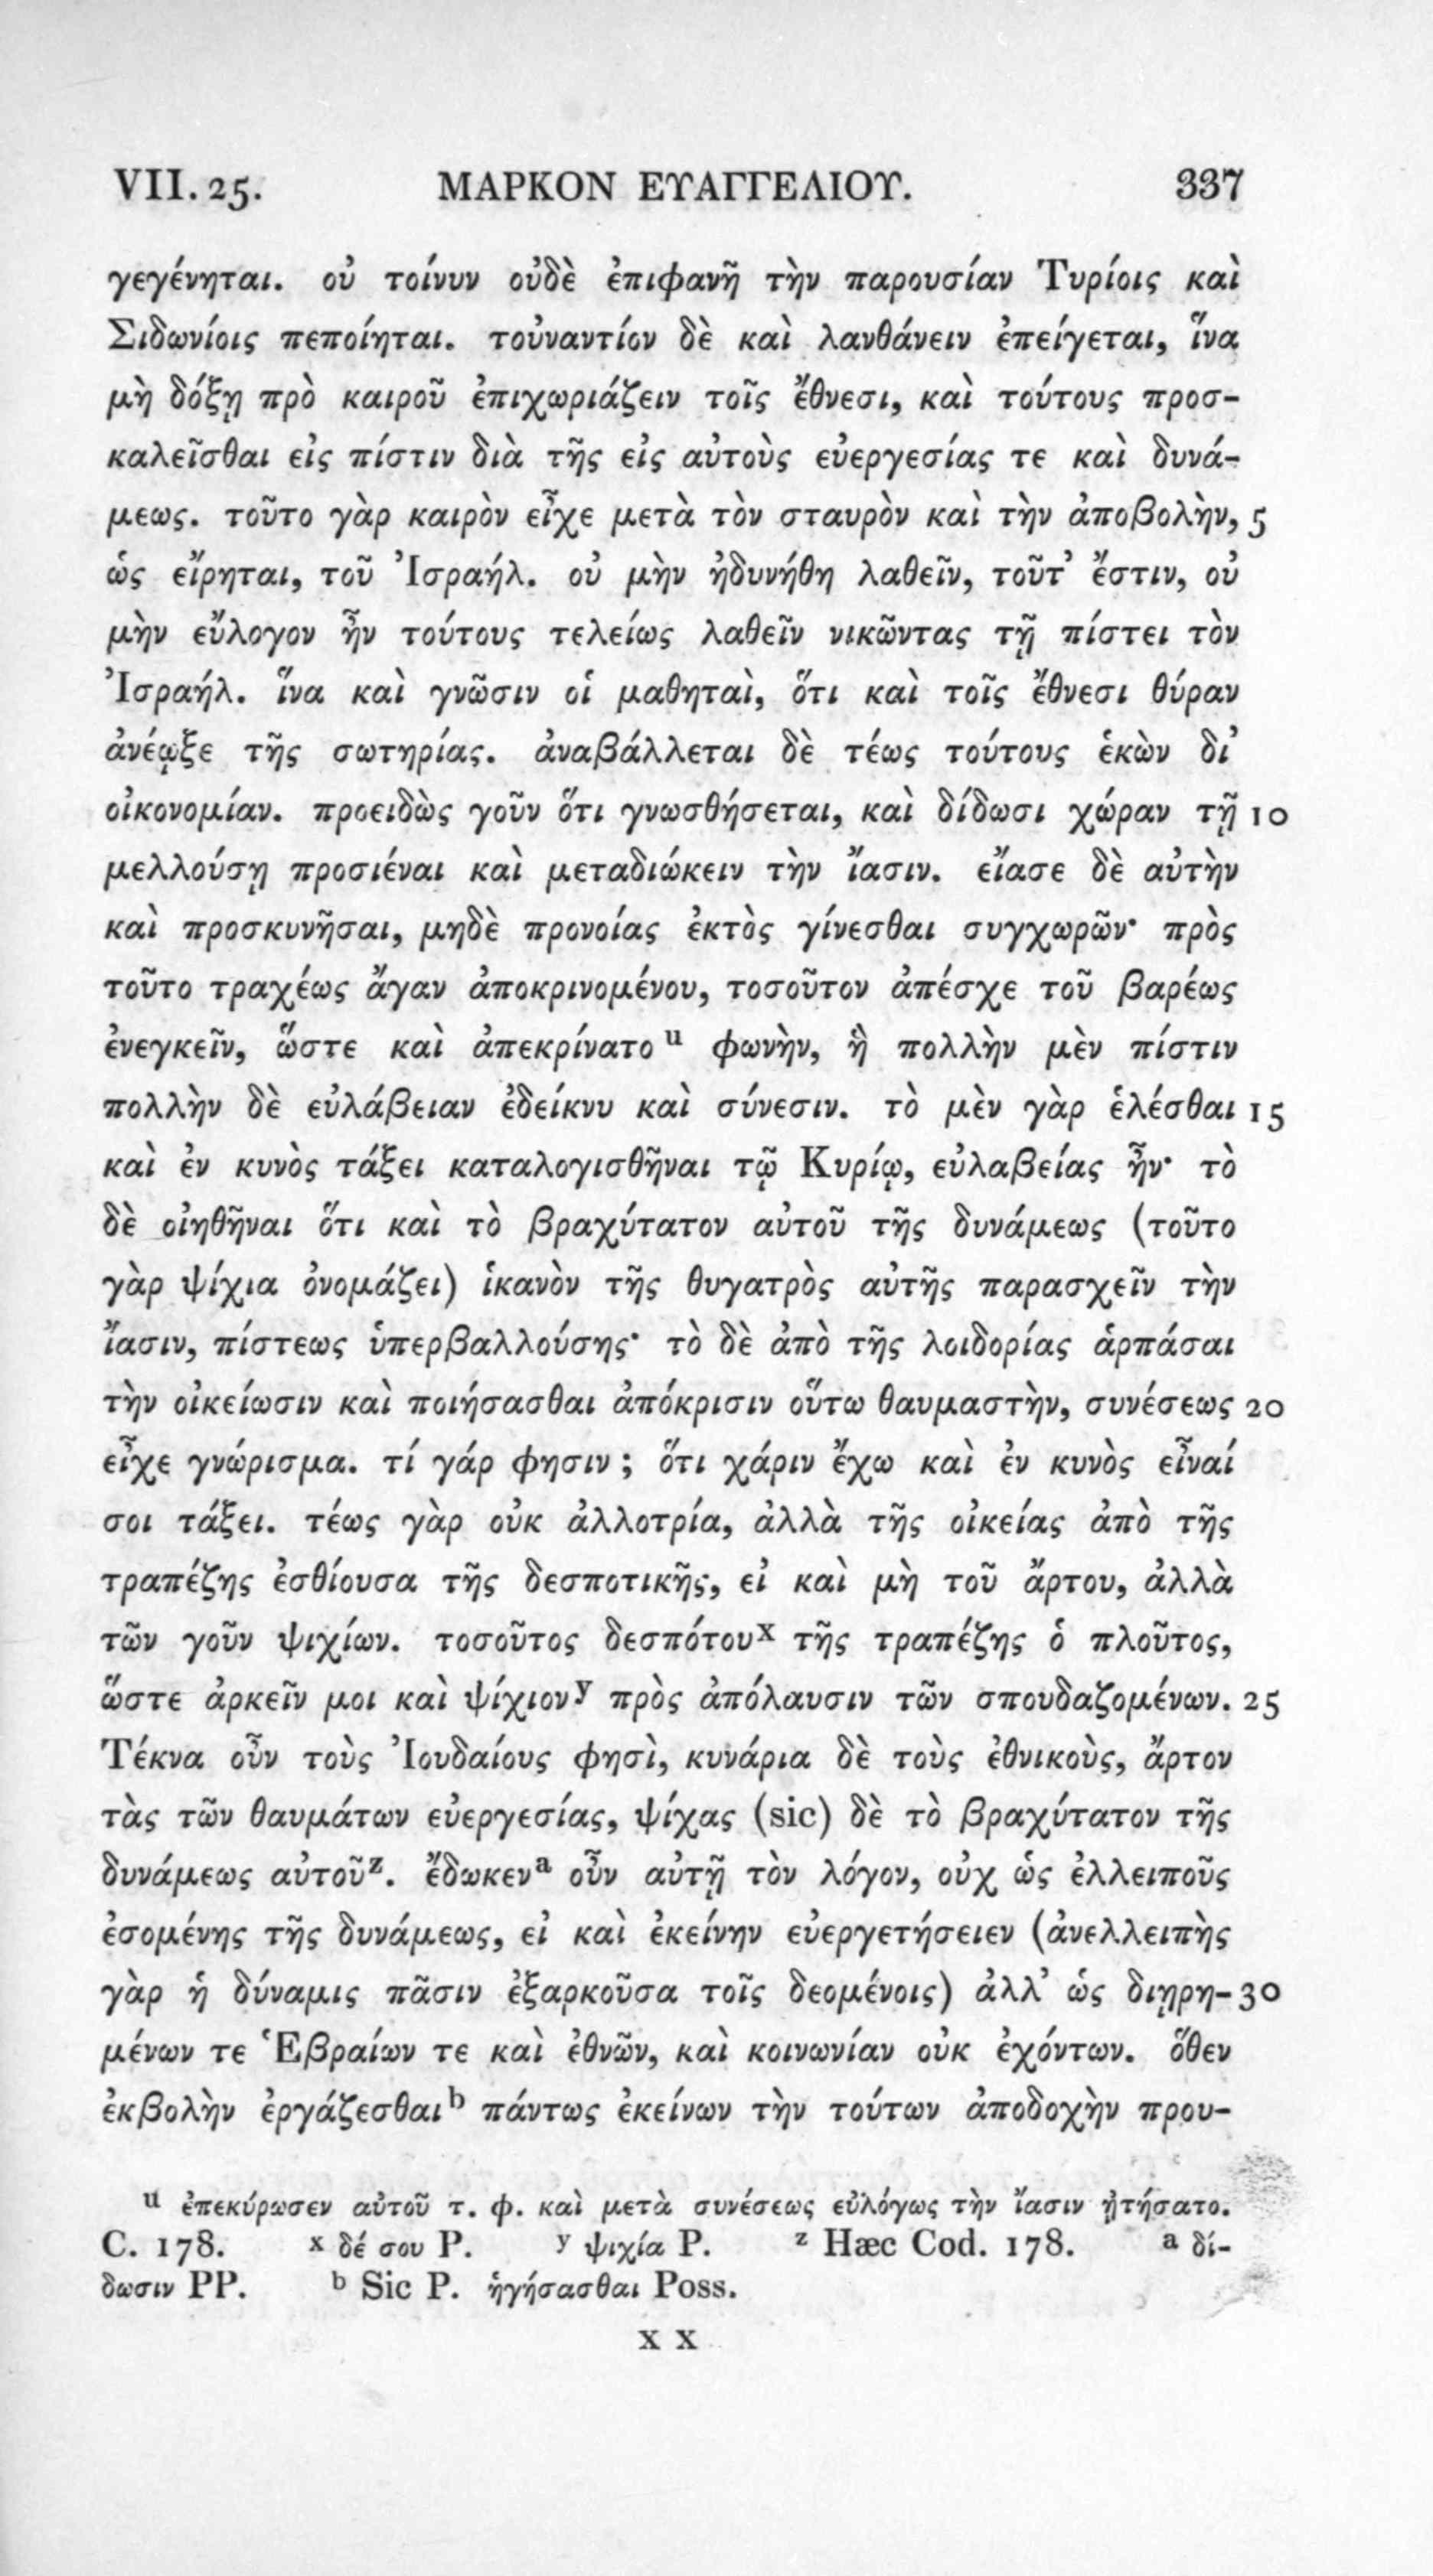 VII. 25. ΜΑΡΚΟΝ ΕΥΑΓΓΕΛΙΟΥ. 337
γεγένηται. οὐ τοίνυν οὐδὲ ἐπιφανῆ τὴν παρουσίαν Τυρίοις καὶ
Σιδωνίοις πεποίηται. τοὐναντίον δὲ καὶ λανθάνειν ἐπείγεται, ἵνα
μὴ δόξῃ πρὸ καιροῦ ἐπιχωριάζειν τοῖς ἔθνεσι, καὶ τούτους προσ-
καλεῖσθαι εἰς πίστιν διὰ τῆς εἰς αὐτοὺς εὐεργεσίας τε καὶ δυνά-
μεως. τοῦτο γὰρ καιρὸν εἶχε μετὰ τὸν σταυρὸν καὶ τὴν ἀποβολὴν, 5
ὡς εἴρηται, τοῦ Ἰσραήλ. οὐ μὴν ἠδυνήθη λαθεῖν, τοῦτ᾽ ἔστιν, οὐ
μὴν εὔλογον ἦν τούτους τελείως λαθεῖν νικῶντας τῇ πίστει τὸν
Ἰσραήλ. ἵνα καὶ γνῶσιν οἱ μαθηταὶ, ὅτι καὶ τοῖς ἔθνεσι θύραν
ἀνέῳξε τῆς σωτηρίας. ἀναβάλλεται δὲ τέως τούτους ἑκὼν δι᾽
οἰκονομίαν. προειδὼς γοῦν ὅτι γνωσθήσεται, καὶ δίδωσι χώραν τῇ 10
μελλούσῃ προσιέναι καὶ μεταδιώκειν τὴν ἴασιν. εἴασε δὲ αὐτὴν
καὶ προσκυνῆσαι, μηδὲ προνοίας ἐκτὸς γίνεσθαι συγχωρῶν· πρὸς
τοῦτο τραχέως ἄγαν ἀποκρινομένου, τοσοῦτον ἀπέσχε τοῦ βαρέως
ἐνεγκεῖν, ὥστε καὶ ἀπεκρίνατο u φωνὴν, ἣ πολλὴν μὲν πίστιν
πολλὴν δὲ εὐλάβειαν ἐδείκνυ καὶ σύνεσιν. τὸ μὲν γὰρ ἑλέσθαι 15
καὶ ἐν κυνὸς τάξει καταλογισθῆναι τῷ Κυρίῳ, εὐλαβείας ἦν· τὸ
δὲ οἰηθῆναι ὅτι καὶ τὸ βραχύτατον αὐτοῦ τῆς δυνάμεως (τοῦτο
γὰρ ψίχια ὀνομάζει) ἱκανὸν τῆς θυγατρὸς αὐτῆς παρασχεῖν τὴν
ἴασιν, πίστεως ὑπερβαλλούσης· τὸ δὲ ἀπὸ τῆς λοιδορίας ἁρπάσαι
τὴν οἰκείωσιν καὶ ποιήσασθαι ἀπόκρισιν οὕτω θαυμαστὴν, συνέσεως 20
εἶχε γνώρισμα. τί γάρ φησιν ; ὅτι χάριν ἔχω καὶ ἐν κυνὸς εἶναί
σοι τάξει. τέως γὰρ οὐκ ἀλλοτρία, ἀλλὰ τῆς οἰκείας ἀπὸ τῆς
τραπέζης ἐσθίουσα τῆς δεσποτικῆς, εἰ καὶ μὴ τοῦ ἄρτου, ἀλλὰ
τῶν γοῦν ψιχίων. τοσοῦτος δεσπότου x τῆς τραπέζης ὁ πλοῦτος,
ὥστε ἀρκεῖν μοι καὶ ψίχιον y πρὸς ἀπόλαυσιν τῶν σπουδαζομένων. 25
Τέκνα οὖν τοὺς Ἰουδαίους φησὶ, κυνάρια δὲ τοὺς ἐθνικοὺς, ἄρτον
τὰς τῶν θαυμάτων εὐεργεσίας, ψίχας (sic) δὲ τὸ βραχύτατον τῆς
δυνάμεως αὐτοῦ z. ἔδωκεν a οὖν αὐτῇ τὸν λόγον, οὐχ ὡς ἐλλειποῦς
ἐσομένης τῆς δυνάμεως, εἰ καὶ ἐκείνην εὐεργετήσειεν (ἀνελλειπὴς
γὰρ ἡ δύναμις πᾶσιν ἐξαρκοῦσα τοῖς δεομένοις) ἀλλ᾽ ὡς διῃρη- 30
μένων τε Ἑβραίων τε καὶ ἐθνῶν, καὶ κοινωνίαν οὐκ ἐχόντων. ὅθεν
ἐκβολὴν ἐργάζεσθαι b πάντως ἐκείνων τὴν τούτων ἀποδοχὴν πρου-
u ἐπεκύρωσεν αὐτοῦ τ. φ. καὶ μετὰ συνέσεως εὐλόγως τὴν ἴασιν ᾐτήσατο.
C. 178. x δέ σου P. y ψιχία P. z Hæc Cod. 178. a δί-
δωσιν PP. b Sic P. ἡγήσασθαι Poss.
X X